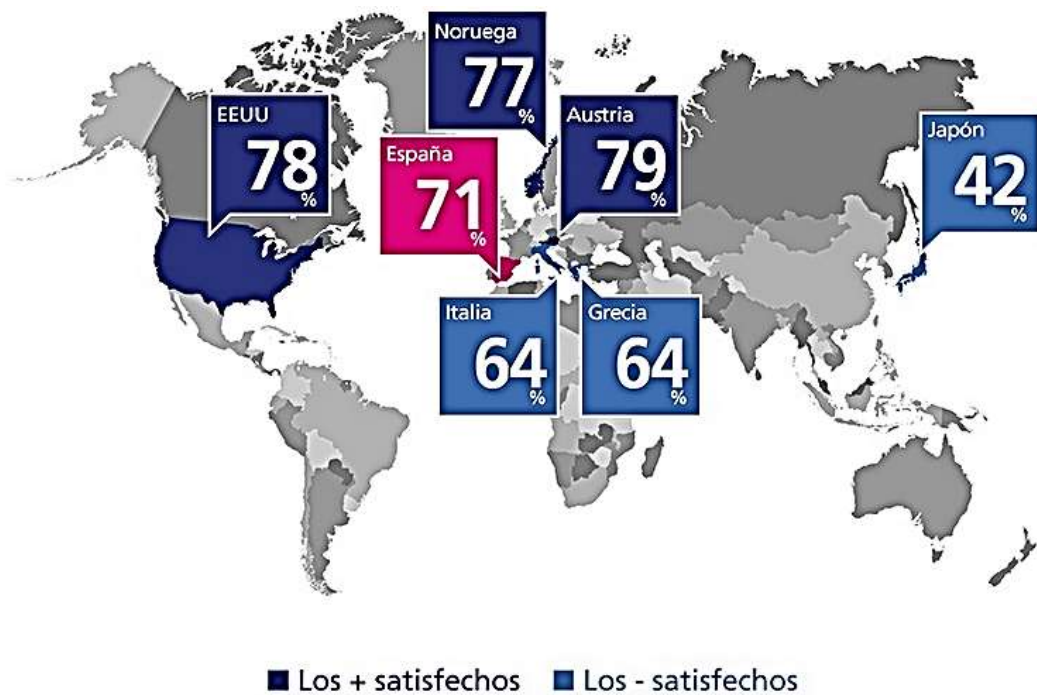 Noruega
77
%
EEUU
78
%
España
71
%
Austria
79
%
Japón
42
%
Italia
64
%
Grecia
64
%
Los + satisfechos
Los - satisfechos